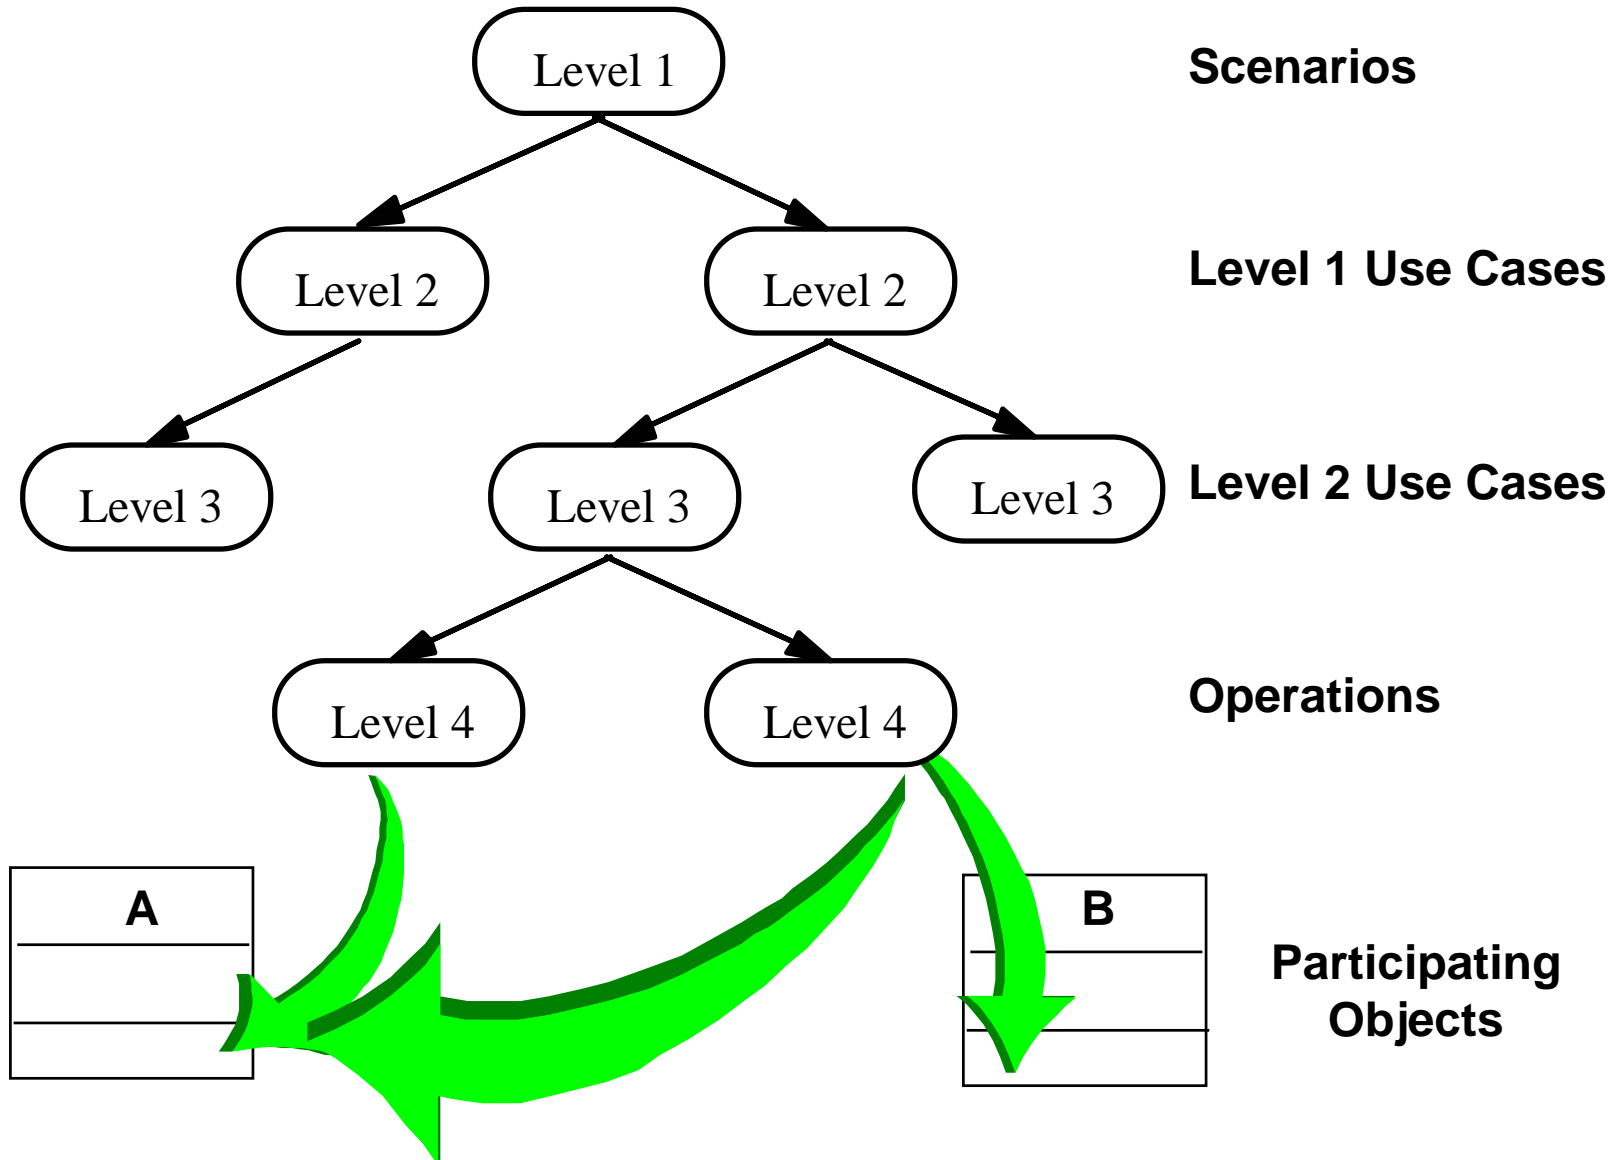 Level 1
Scenarios
Level 2
Level 2
Level 1 Use Cases
Level 3
Level 3
Level 3
Level 2 Use Cases
Level 4
Level 4
Operations
A
B
Participating
Objects